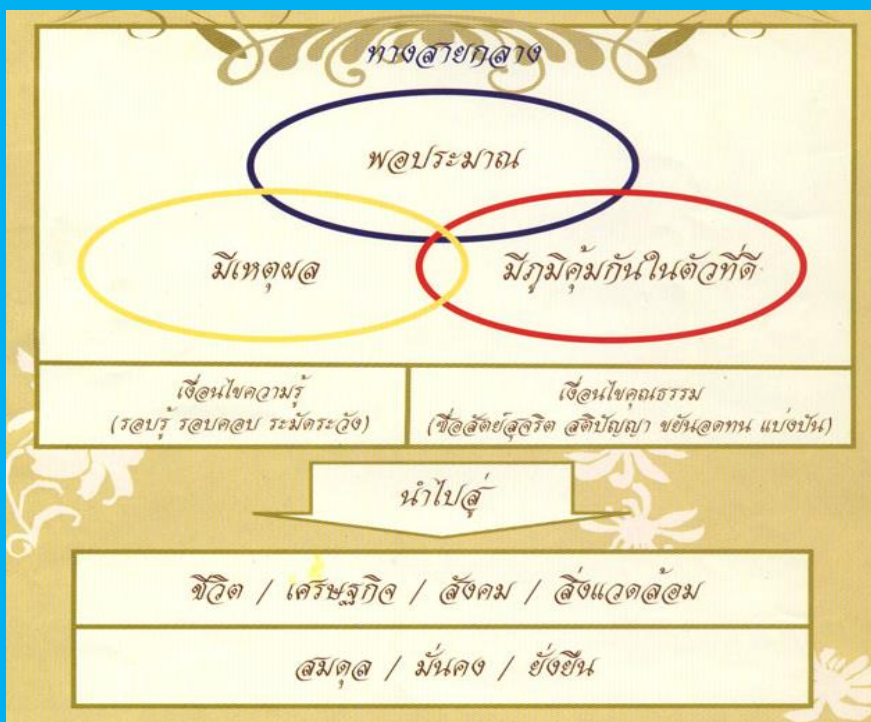 ทางสายกลาง
พอประมาณ
มีเหตุผล
มีภูมิคุ้มกันในตัวที่ดี
เงื่อนไขความรู้
(รอบรู้ รอบคอบ ระมัดระวัง)
เงื่อนไขคุณธรรม
(ซื่อสัตย์สุจริต สติปัญญา ขยันอดทน แบ่งปัน)
นำไปสู่
ชีวิต / เศรษฐกิจ / สังคม / สิ่งแวดล้อม
สมดุล / มั่นคง / ยั่งยืน